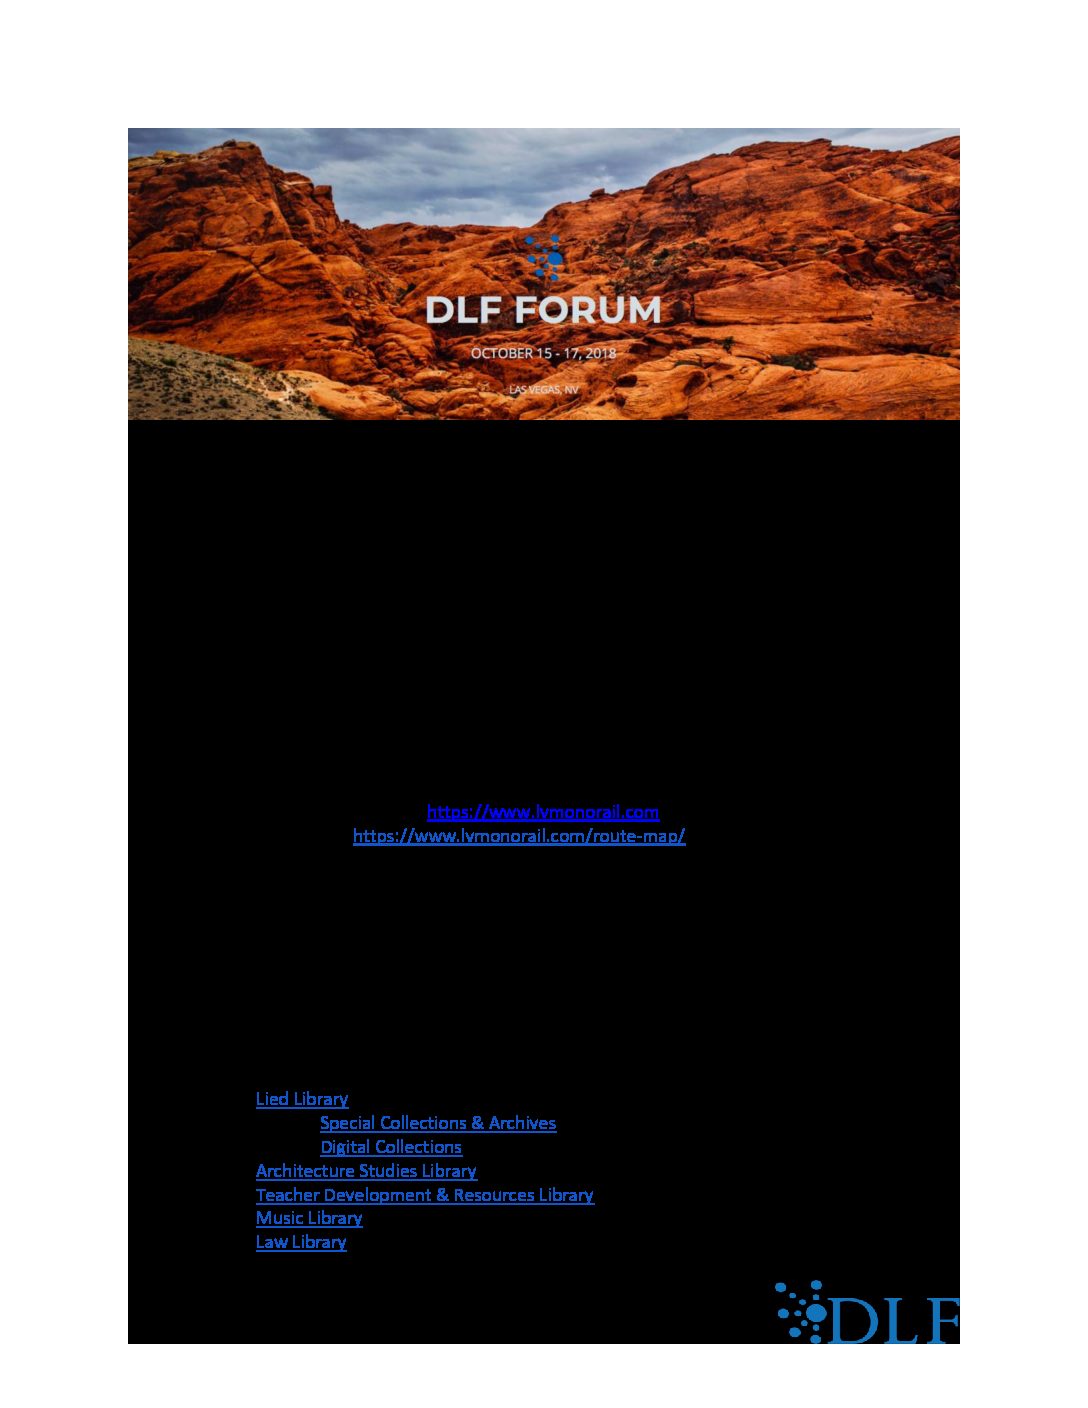 DLF FORUM
OCTOBER 15 - 17, 2018
LAS VEGAS, NV
https://www.lvmonorail.com
https://www.lvmonorail.com/route-map/
Lied Library
Special Collections & Archives
Digital Collections
Architecture Studies Library
Teacher Development & Resources Library
Music Library
Law Library
DLF